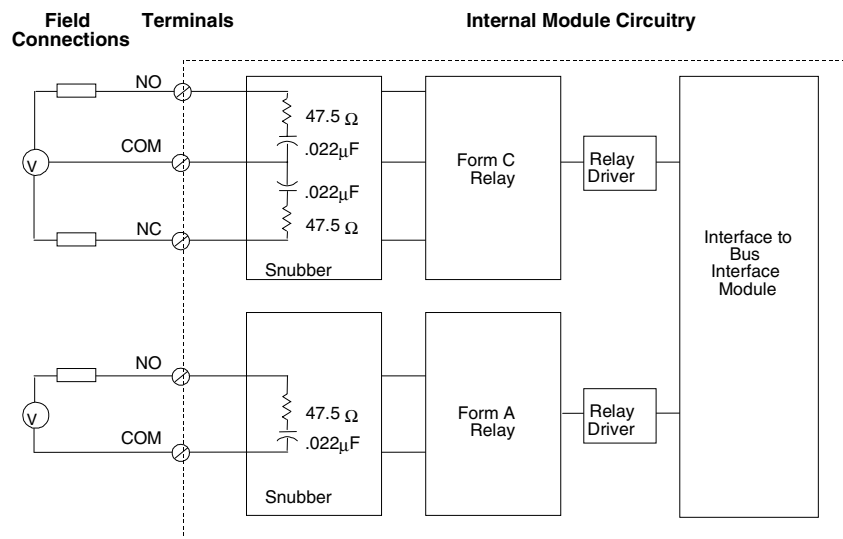 Field
Connections
Terminals
Internal Module Circuitry
NO
COM
NC
V
47.5 Ω
.022µF
.022µF
47.5 Ω
Snubber
Form C
Relay
Relay
Driver
Interface to
Bus
Interface
Module
NO
COM
V
47.5 Ω
.022µF
Snubber
Form A
Relay
Relay
Driver